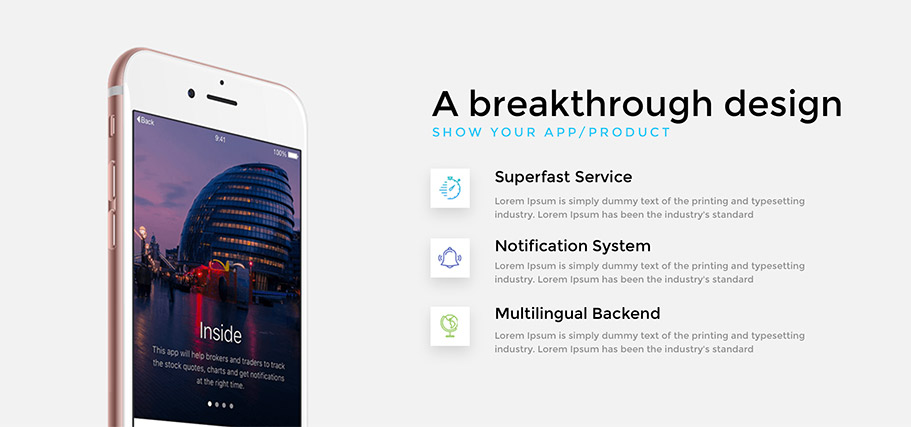 Back
9:41
100%
Inside
This app will help brokers and traders to track
the stock quotes, charts and get notifications
at the right time.
A breakthrough design
SHOW YOUR APP/PRODUCT
Superfast Service
Lorem Ipsum is simply dummy text of the printing and typesetting
industry. Lorem Ipsum has been the industry's standard
Notification System
Lorem Ipsum is simply dummy text of the printing and typesetting
industry. Lorem Ipsum has been the industry's standard
Multilingual Backend
Lorem Ipsum is simply dummy text of the printing and typesetting
industry. Lorem Ipsum has been the industry's standard